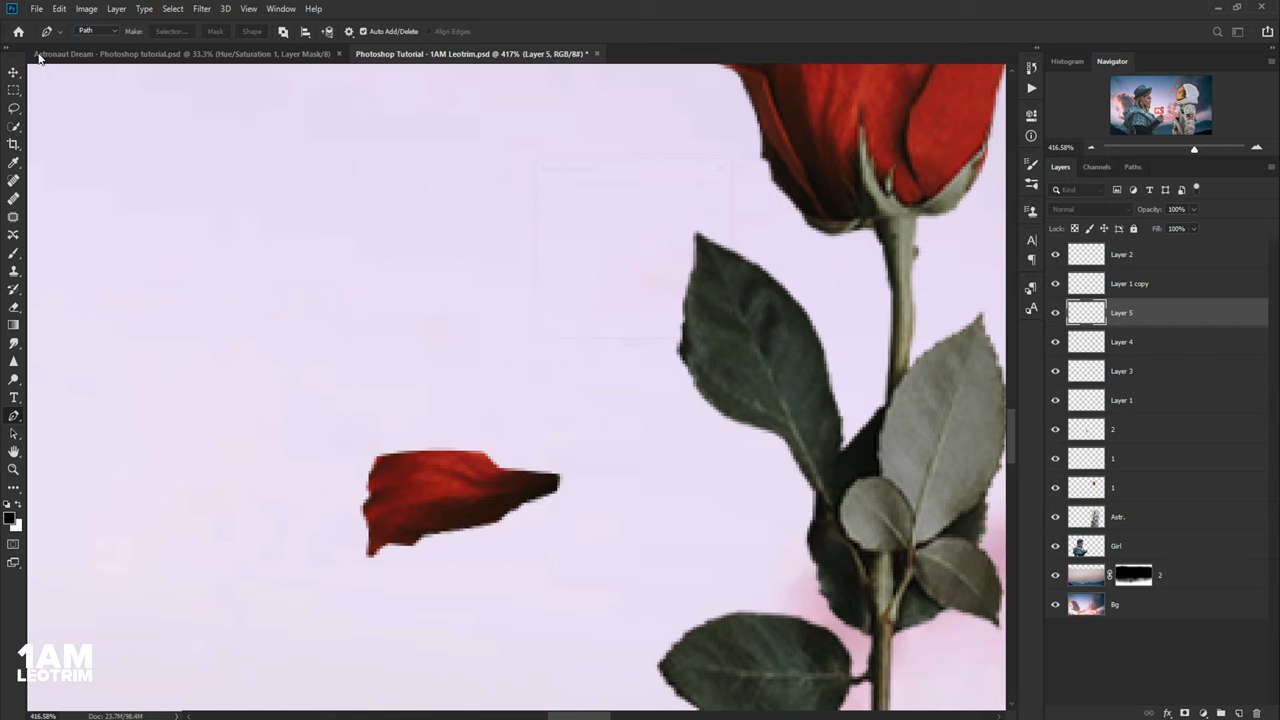 Ps File Edit Image Layer Type Select Filter 3D View Window Help
Path Make: Selection... Mask Shape Auto Add/Delete Align Edges
Astronaut Dream - Photoshop tutorial.psd @ 33.3% (Hue/Saturation 1, Layer Mask/8) ×
Photoshop Tutorial - 1AM Leotrim.psd @ 417% (Layer 5, RGB/8#) * ×
Histogram Navigator
416.58%
Layers Channels Paths
Kind
Normal Opacity: 100%
Lock: Fill: 100%
Layer 2
Layer 1 copy
Layer 5
Layer 4
Layer 3
Layer 1
2
1
1
Astr.
Girl
2
Bg
1AM
LEOTRIM
416.58% Doc: 23.7M/98.4M